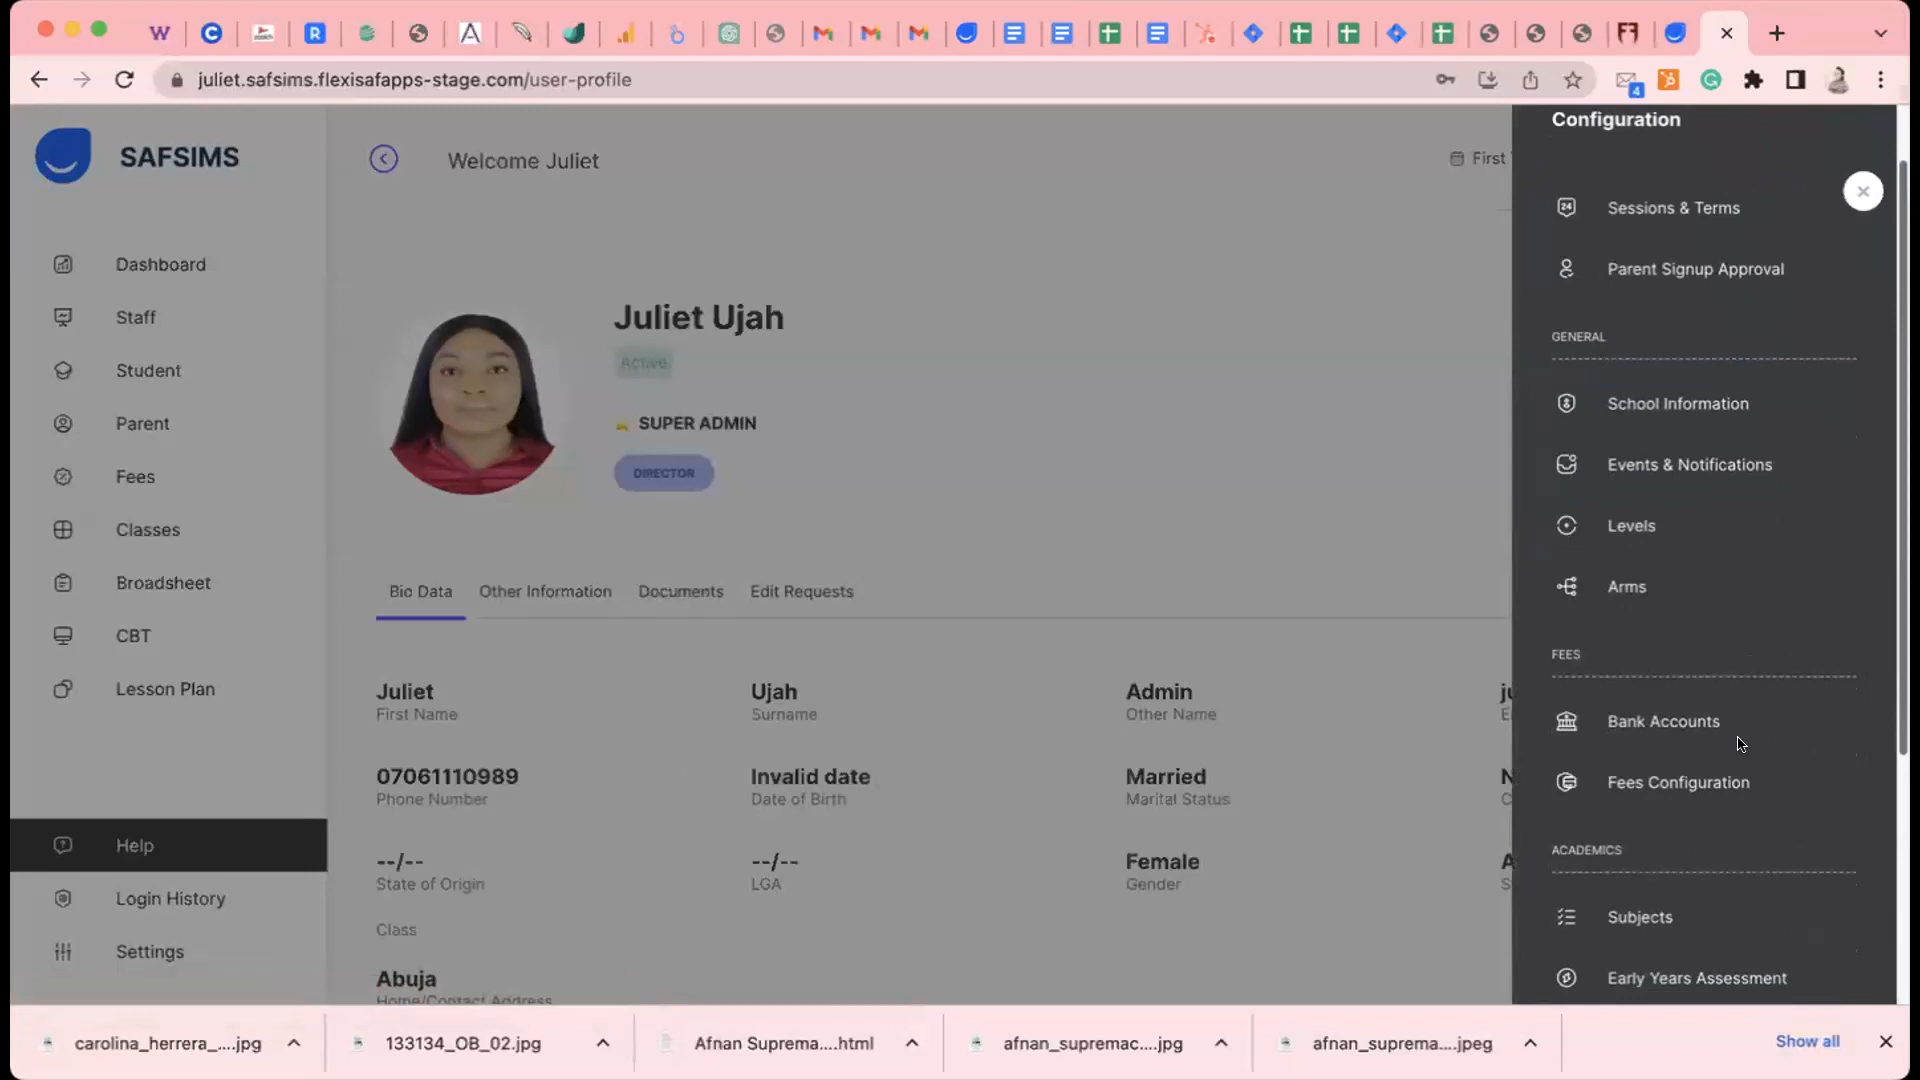 W
R
A
FF
juliet.safsims.flexisafapps-stage.com/user-profile
4
SAFSIMS
Welcome Juliet
First
Configuration
24
Sessions & Terms
Parent Signup Approval
GENERAL
School Information
Events & Notifications
Levels
Arms
FEES
Bank Accounts
Fees Configuration
ACADEMICS
Subjects
Early Years Assessment
Dashboard
Staff
Student
Parent
Fees
Classes
Broadsheet
CBT
Lesson Plan
Help
Login History
Settings
Juliet Ujah
Active
SUPER ADMIN
DIRECTOR
Bio Data Other Information Documents Edit Requests
Juliet Ujah Admin
First Name Surname Other Name
07061110989 Invalid date Married
Phone Number Date of Birth Marital Status
--/-- --/-- Female
State of Origin LGA Gender
Class
Abuja
Home/Contact Address
carolina_herrera_....jpg 133134_OB_02.jpg Afnan Suprema....html afnan_supremac....jpg afnan_suprema....jpeg Show all